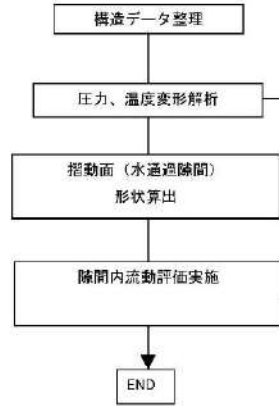 構造データ整理
圧力、温度変形解析
摺動面（水通過隙間）
形状算出
隙間内流動評価実施
END